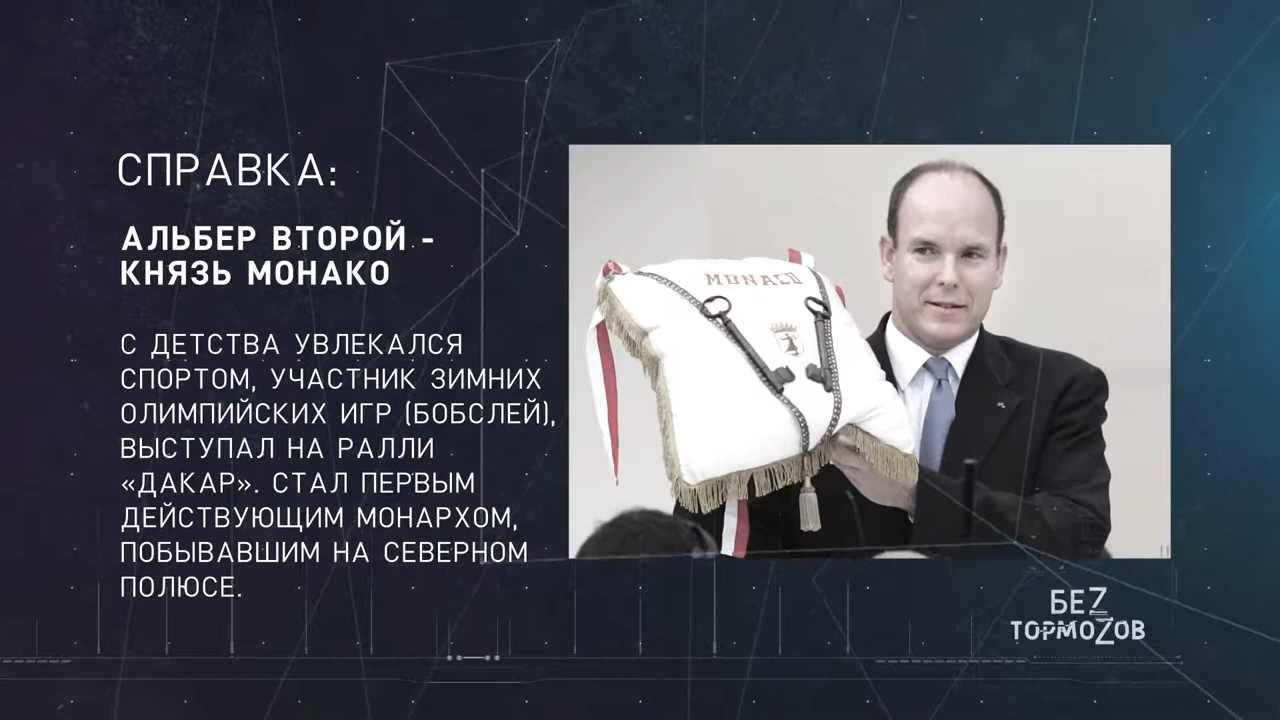 СПРАВКА:
АЛЬБЕР ВТОРОЙ -
КНЯЗЬ МОНАКО
С ДЕТСТВА УВЛЕКАЛСЯ
СПОРТОМ, УЧАСТНИК ЗИМНИХ
ОЛИМПИЙСКИХ ИГР (БОБСЛЕЙ),
ВЫСТУПАЛ НА РАЛЛИ
«ДАКАР». СТАЛ ПЕРВЫМ
ДЕЙСТВУЮЩИМ МОНАРХОМ,
ПОБЫВАВШИМ НА СЕВЕРНОМ
ПОЛЮСЕ.
MONACO
БЕZ
ТОРМОZОВ